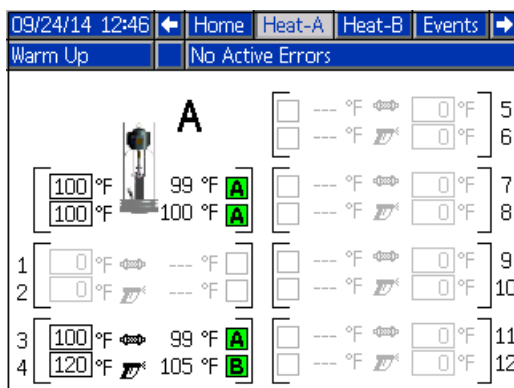 09/24/14 12:46 Home Heat-A Heat-B Events
Warm Up No Active Errors
A
--- °F 0 °F 5
--- °F 0 °F 6
100 °F 99 °F A --- °F 0 °F 7
100 °F 100 °F A --- °F 0 °F 8
1 0 °F --- °F --- °F 0 °F 9
2 0 °F --- °F --- °F 0 °F 10
3 100 °F 99 °F A --- °F 0 °F 11
4 120 °F 105 °F B --- °F 0 °F 12